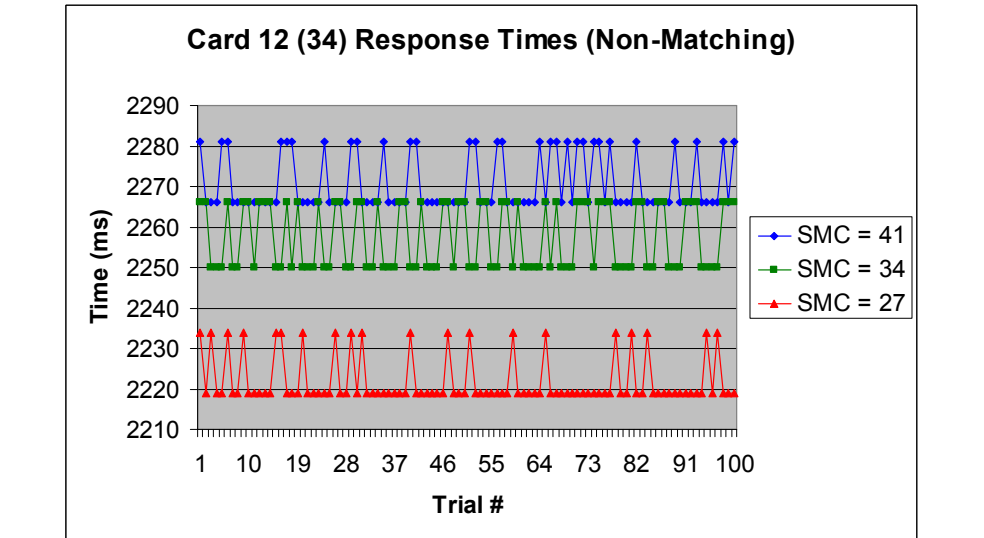 Card 12 (34) Response Times (Non-Matching)
2290
2280
2270
2260
2250
2240
2230
2220
2210
Time (ms)
1 10 19 28 37 46 55 64 73 82 91 100
Trial #
SMC = 41
SMC = 34
SMC = 27